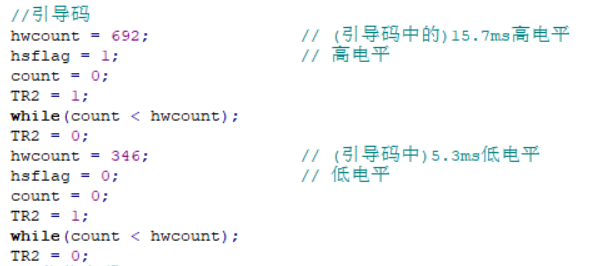 //引导码
hwcount = 692; // (引导码中的)15.7ms高电平
hsflag = 1; // 高电平
count = 0;
TR2 = 1;
while(count < hwcount);
TR2 = 0;
hwcount = 346; // (引导码中)5.3ms低电平
hsflag = 0; // 低电平
count = 0;
TR2 = 1;
while(count < hwcount);
TR2 = 0;